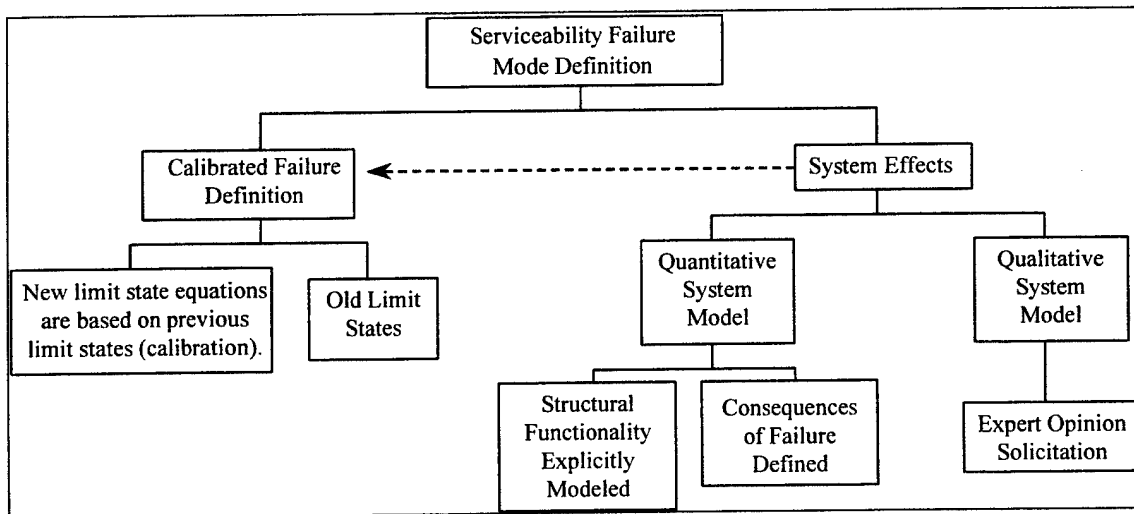 Serviceability Failure
Mode Definition
Calibrated Failure
Definition
System Effects
New limit state equations
are based on previous
limit states (calibration).
Old Limit
States
Quantitative
System
Model
Qualitative
System
Model
Structural
Functionality
Explicitly
Modeled
Consequences
of Failure
Defined
Expert Opinion
Solicitation